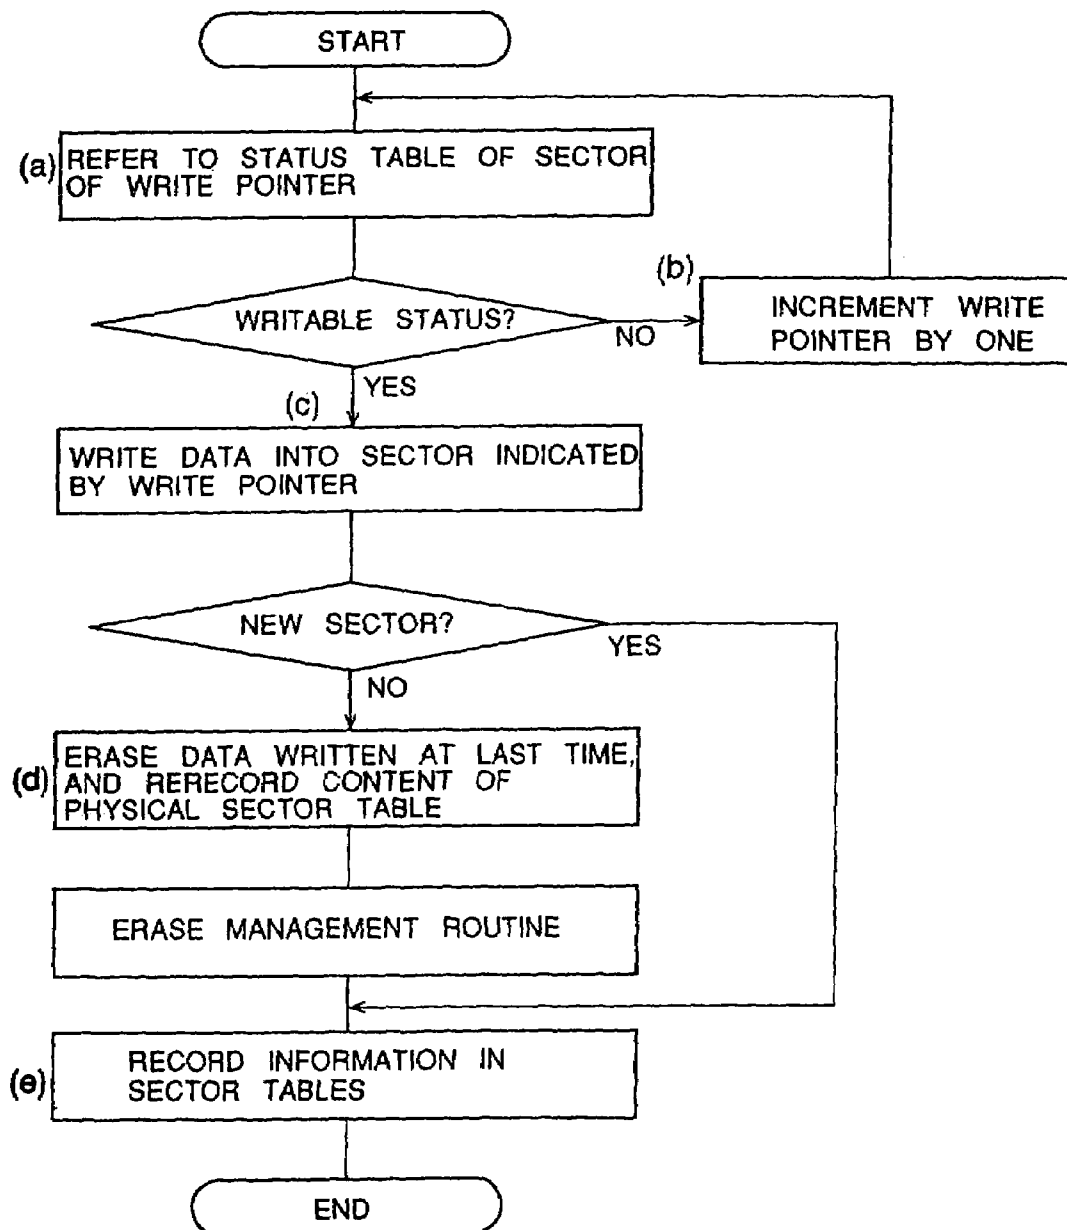 START
(a)
REFER TO STATUS TABLE OF SECTOR
OF WRITE POINTER
(b)
WRITABLE STATUS?
NO
INCREMENT WRITE
POINTER BY ONE
YES
(c)
WRITE DATA INTO SECTOR INDICATED
BY WRITE POINTER
NEW SECTOR?
YES
NO
(d)
ERASE DATA WRITTEN AT LAST TIME,
AND RERECORD CONTENT OF
PHYSICAL SECTOR TABLE
ERASE MANAGEMENT ROUTINE
(e)
RECORD INFORMATION IN
SECTOR TABLES
END